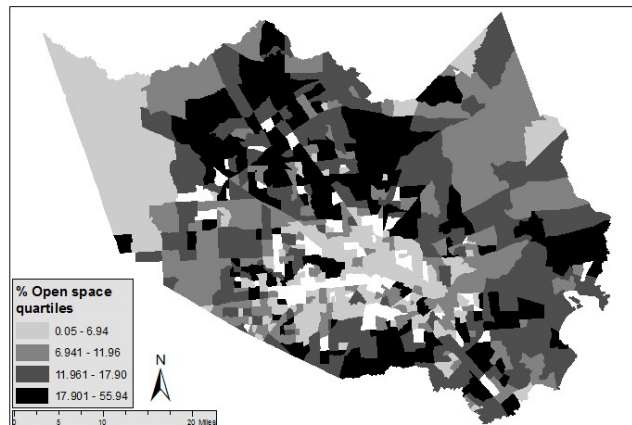 % Open space
quartiles
0.05 - 6.94
6.941 - 11.96
11.961 - 17.90
17.901 - 55.94
N
0 5 10 20 Miles